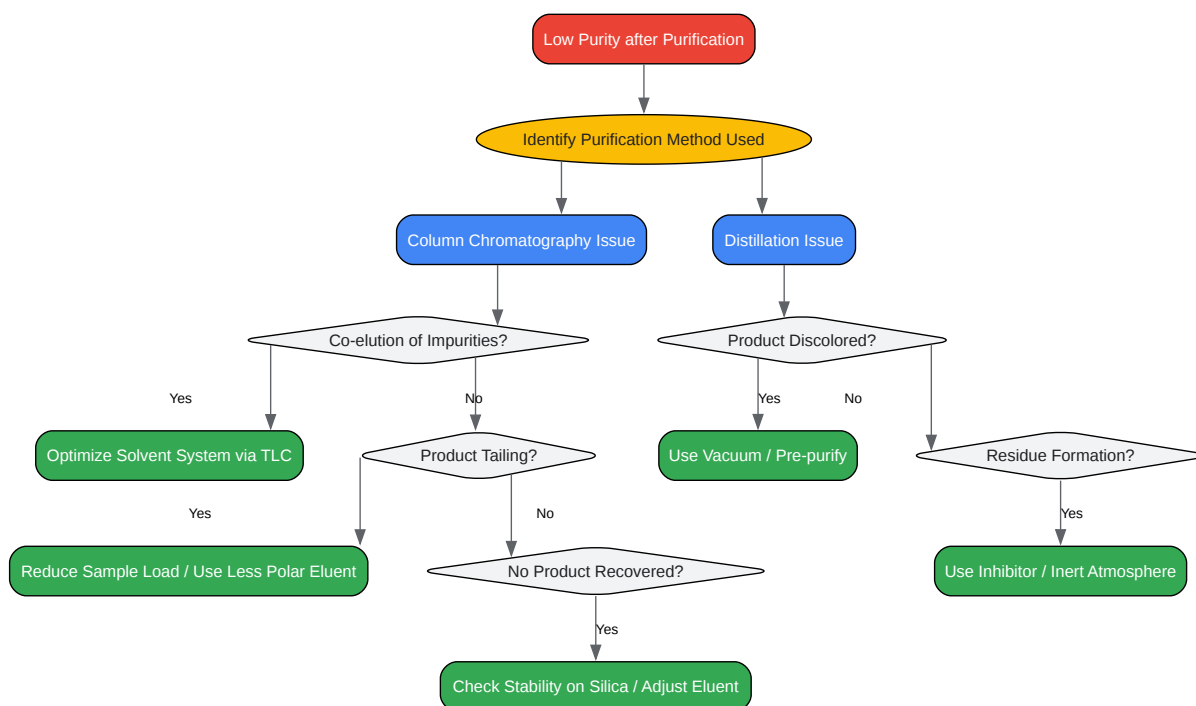 Low Purity after Purification
Identify Purification Method Used
Column Chromatography Issue
Distillation Issue
Co-elution of Impurities?
Product Discolored?
Yes
No
Yes
No
Optimize Solvent System via TLC
Product Tailing?
Use Vacuum / Pre-purify
Residue Formation?
Yes
No
Yes
Reduce Sample Load / Use Less Polar Eluent
No Product Recovered?
Use Inhibitor / Inert Atmosphere
Yes
Check Stability on Silica / Adjust Eluent